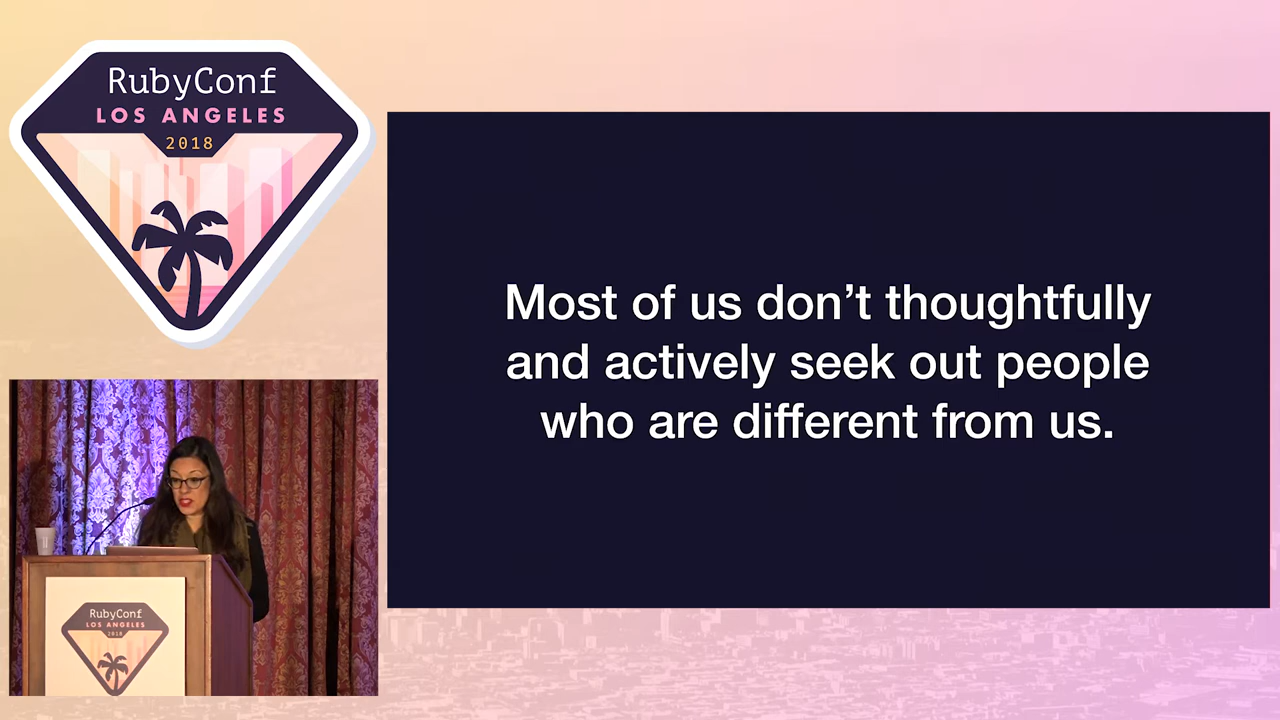 RubyConf
LOS ANGELES
2018
Most of us don’t thoughtfully
and actively seek out people
who are different from us.
RubyConf
LOS ANGELES
2018